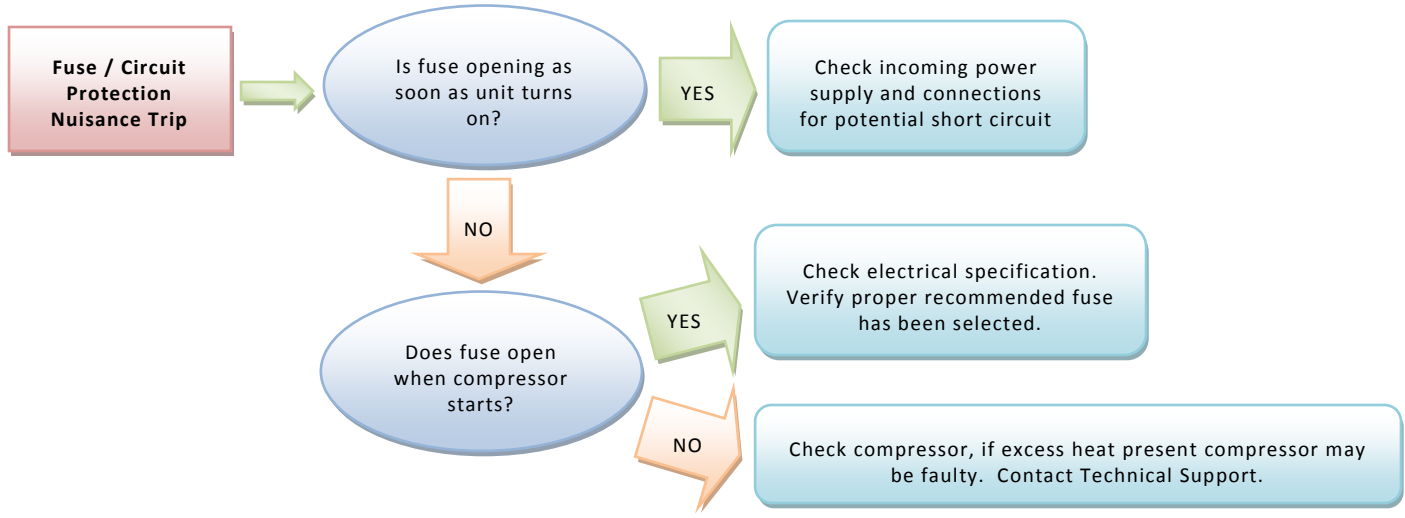 Fuse / Circuit
Protection
Nuisance Trip
Is fuse opening as
soon as unit turns
on?
YES
Check incoming power
supply and connections
for potential short circuit
NO
Does fuse open
when compressor
starts?
YES
Check electrical specification.
Verify proper recommended fuse
has been selected.
NO
Check compressor, if excess heat present compressor may
be faulty.  Contact Technical Support.